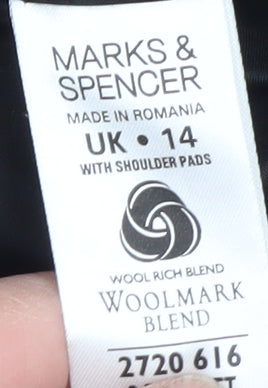 MARKS &
SPENCER
MADE IN ROMANIA
UK • 14
WITH SHOULDER PADS
WOOL RICH BLEND
WOOLMARK
BLEND
2720 616